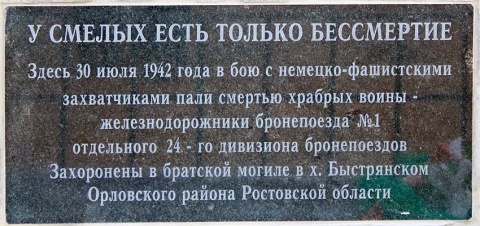 У СМЕЛЫХ ЕСТЬ ТОЛЬКО БЕССМЕРТИЕ
Здесь 30 июля 1942 года в бою с немецко-фашистскими
захватчиками пали смертью храбрых воины -
железнодорожники бронепоезда №1
отдельного 24 - го дивизиона бронепоездов
Захоронены в братской могиле в х. Быстрянском
Орловского района Ростовской области